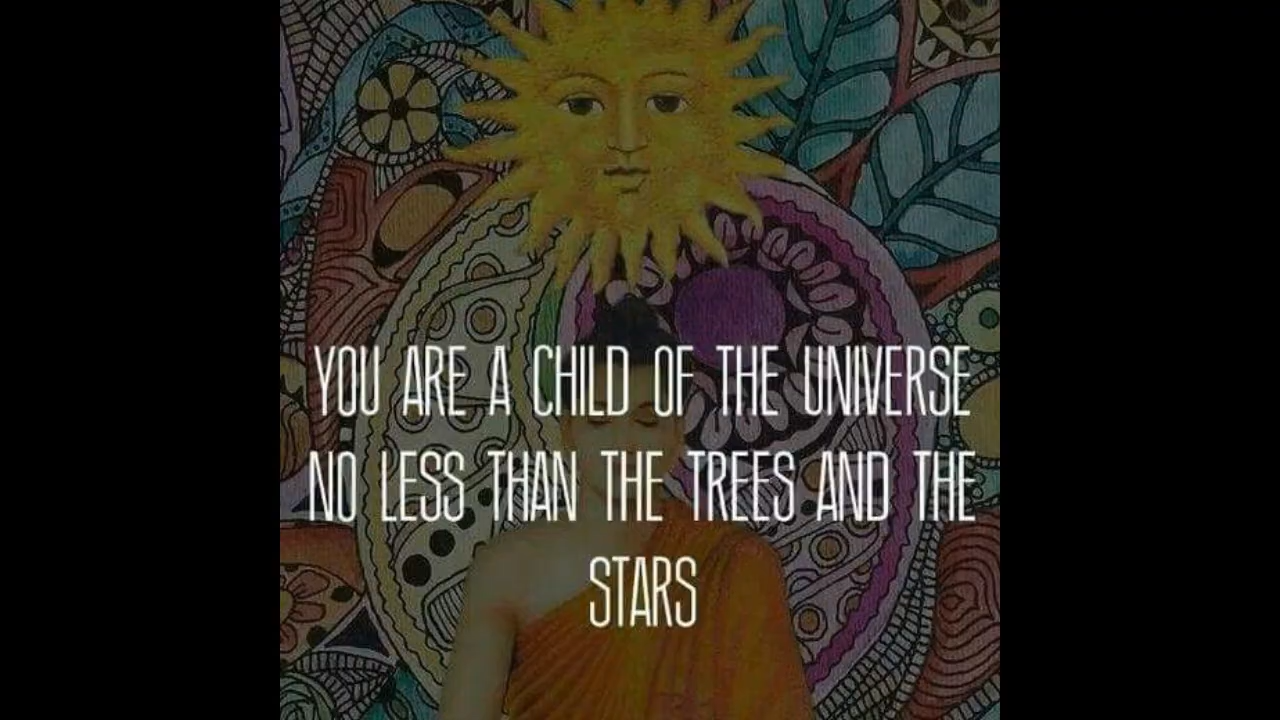 YOU ARE A CHILD OF THE UNIVERSE
NO LESS THAN THE TREES AND THE
STARS